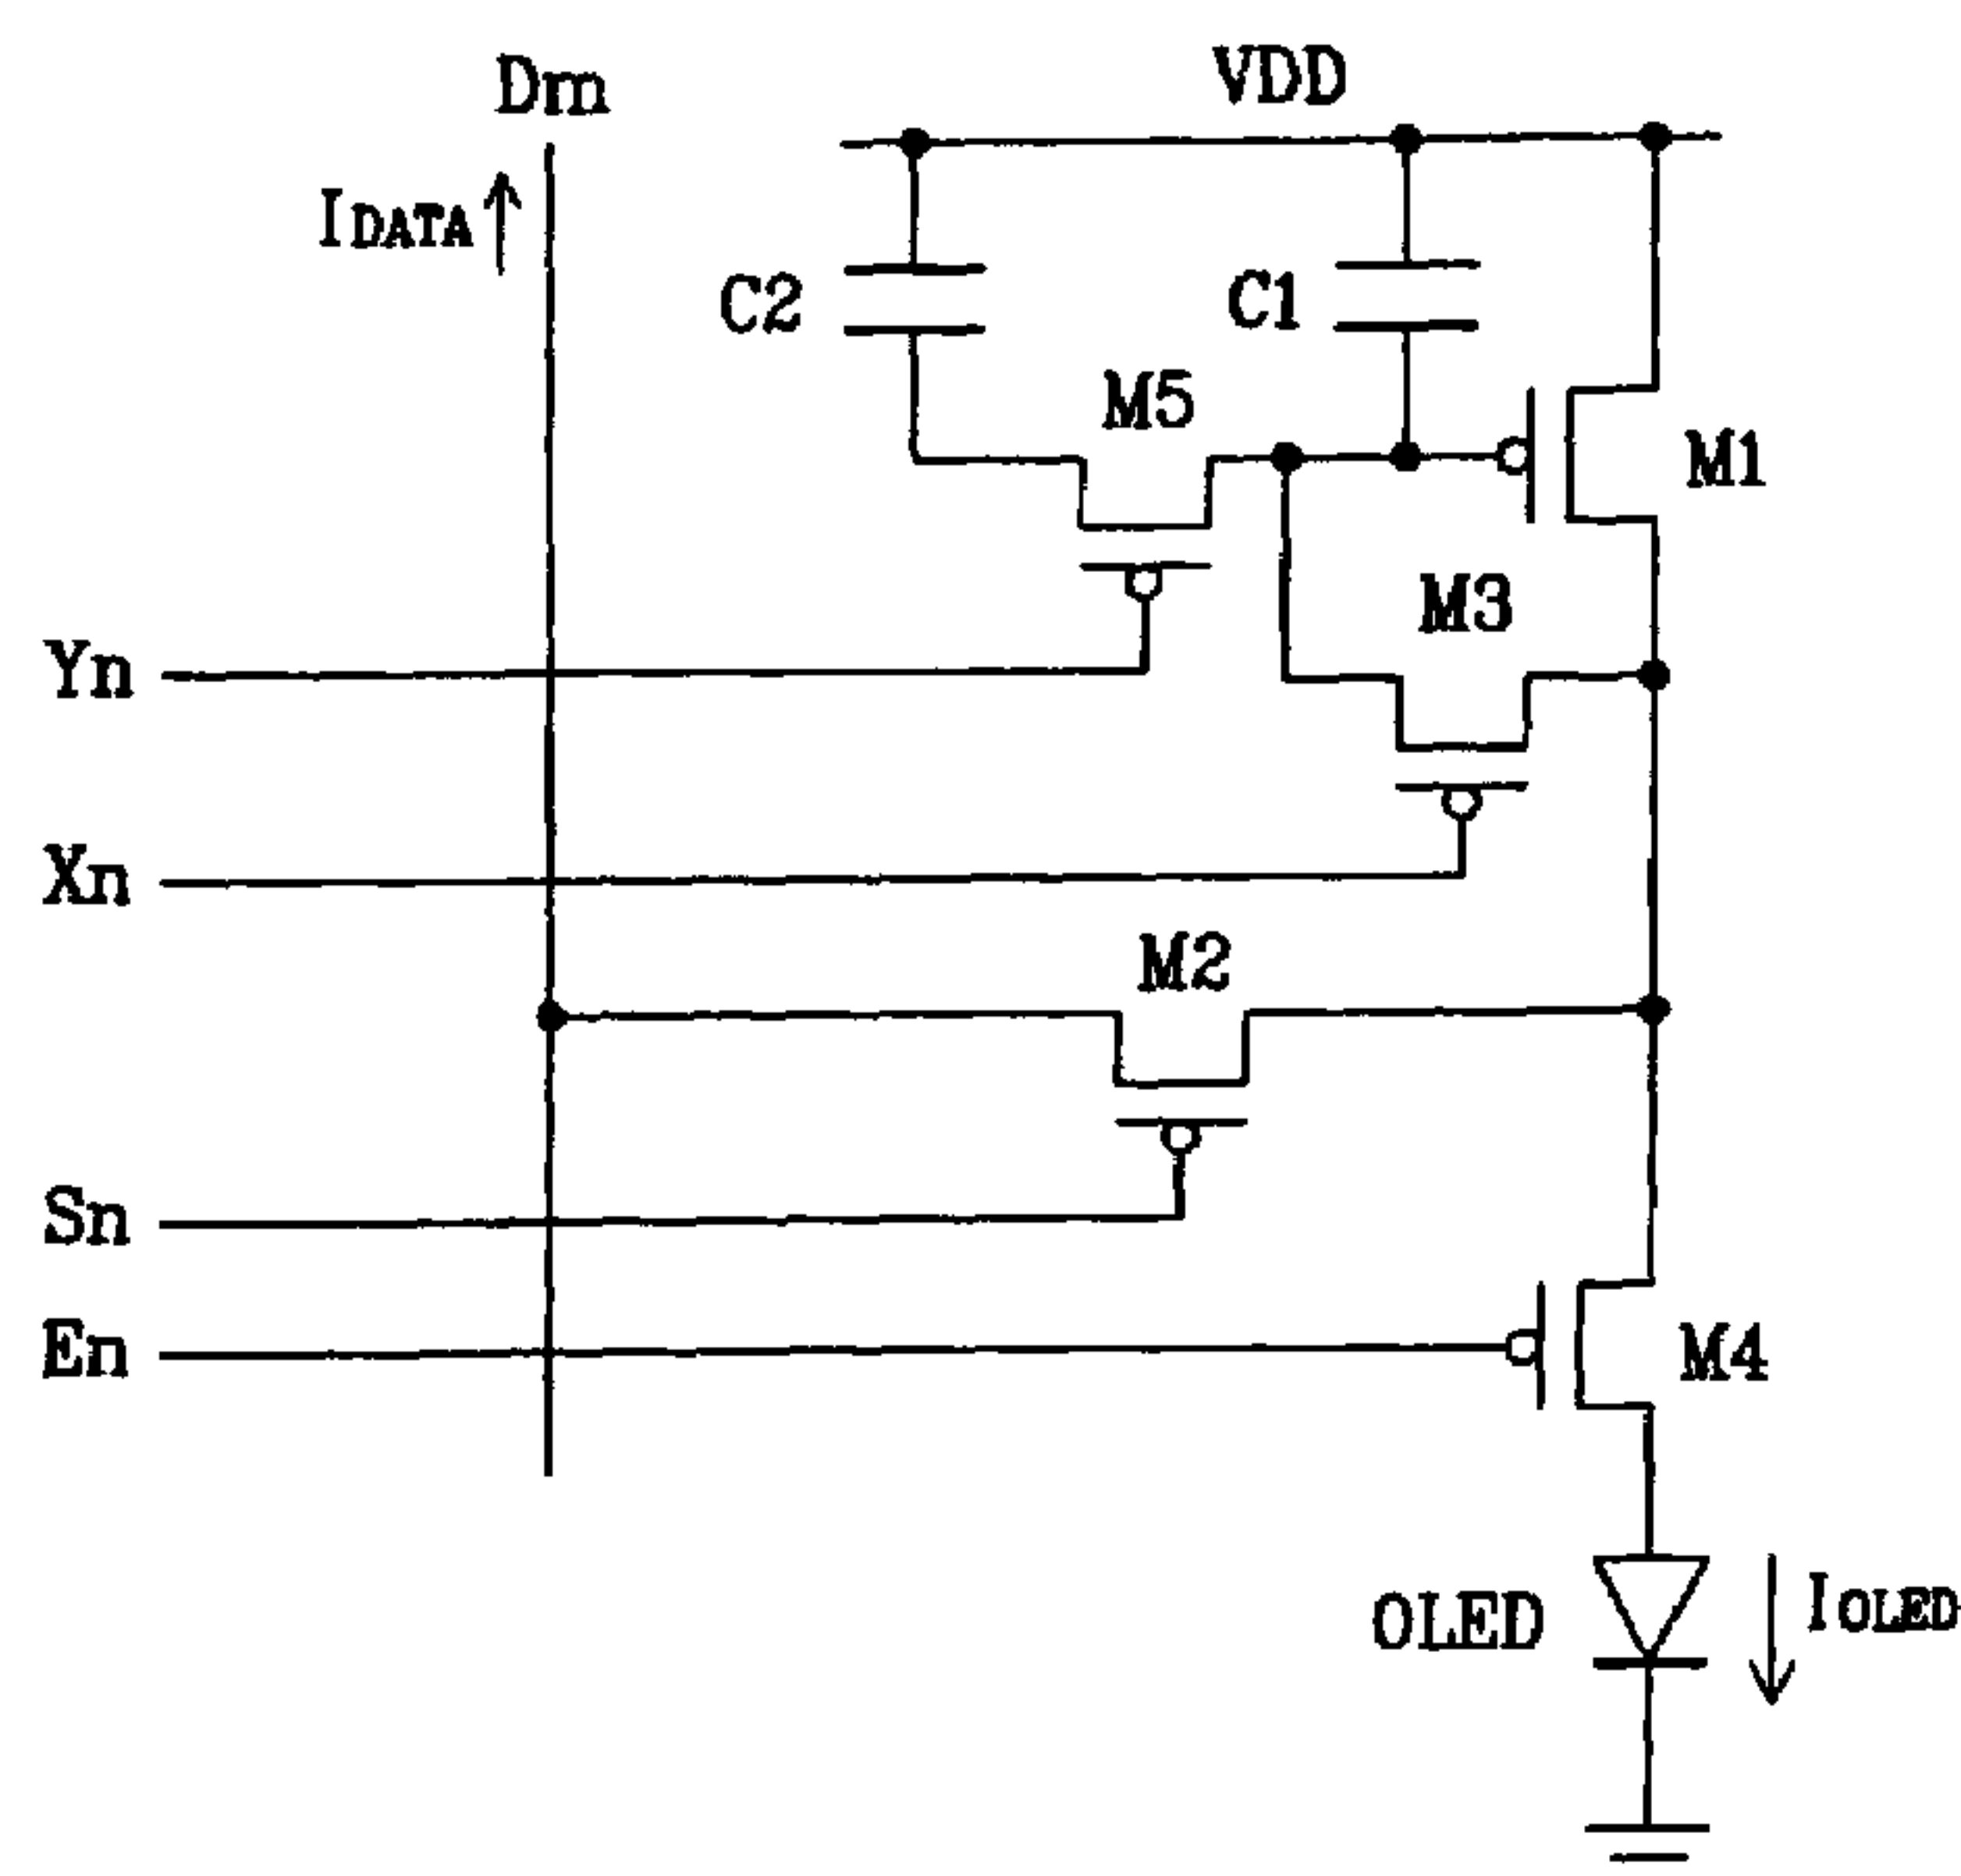 Dm
VDD
IDATA
C2
C1
M5
M1
M3
Yn
Xn
M2
Sn
En
M4
OLED
IOLED